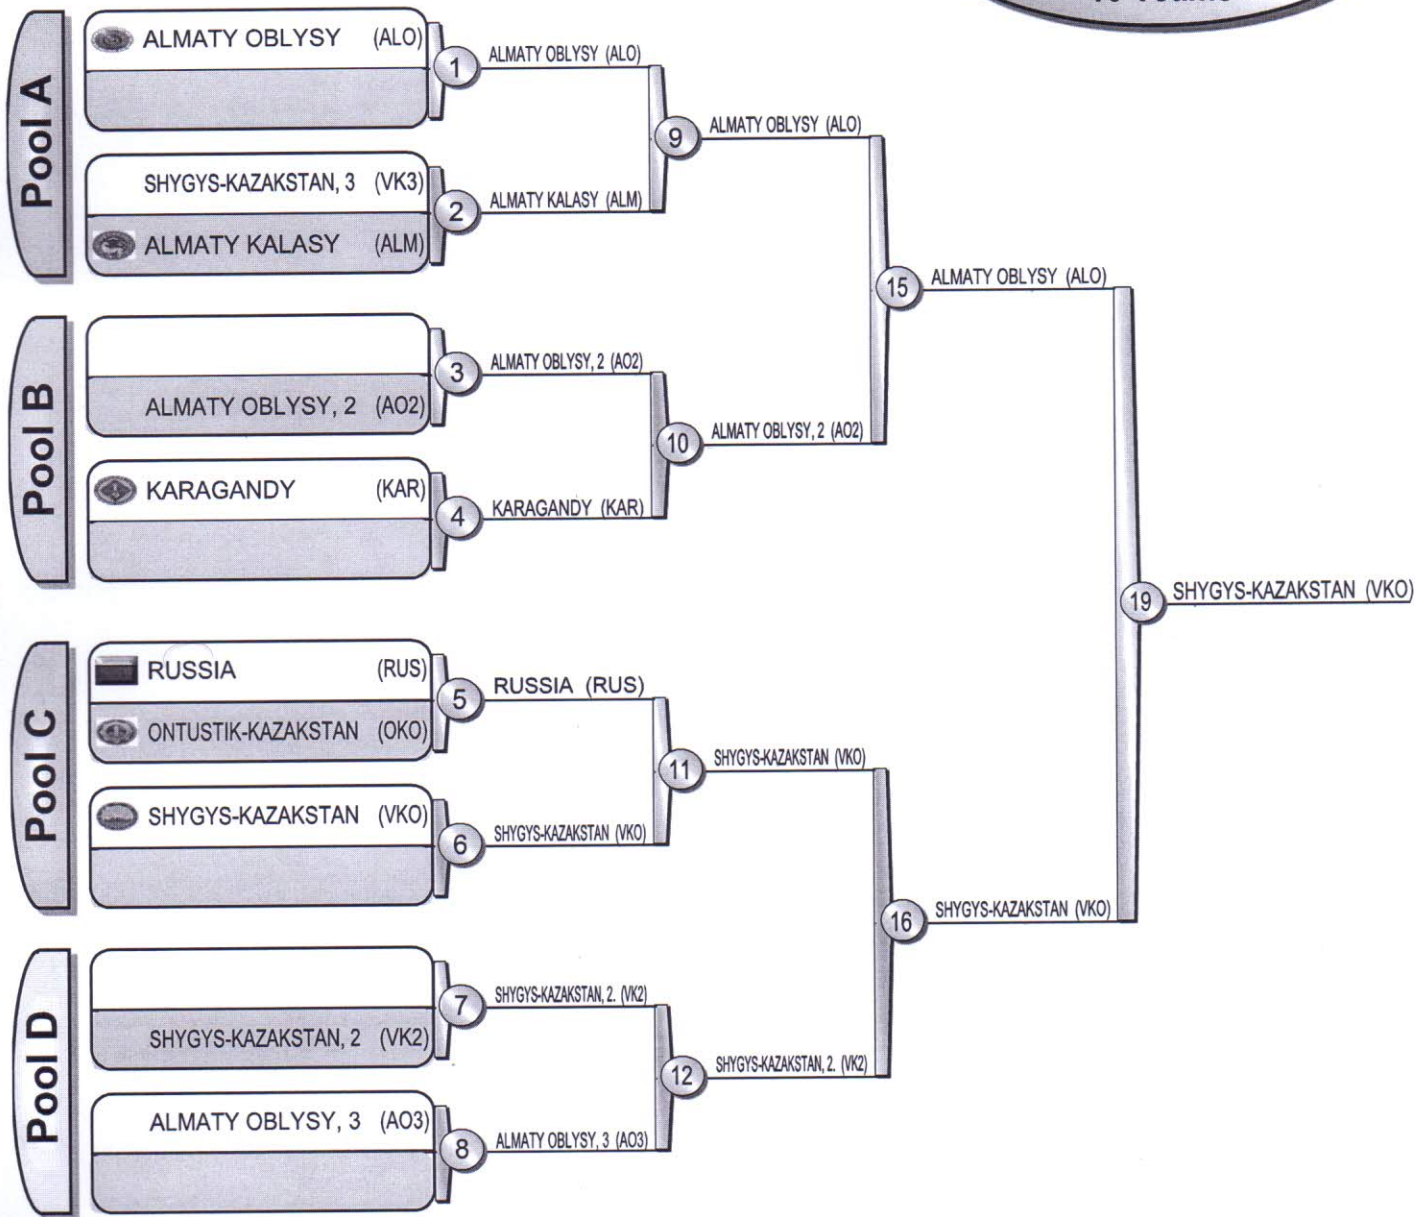 Pool A
ALMATY OBLYSY (ALO)
1
ALMATY OBLYSY (ALO)
SHYGYS-KAZAKSTAN, 3 (VK3)
ALMATY KALASY (ALM)
2
ALMATY KALASY (ALM)
9
ALMATY OBLYSY (ALO)
Pool B
3
ALMATY OBLYSY, 2 (AO2)
ALMATY OBLYSY, 2 (AO2)
KARAGANDY (KAR)
4
KARAGANDY (KAR)
10
ALMATY OBLYSY, 2 (AO2)
15
ALMATY OBLYSY (ALO)
Pool C
RUSSIA (RUS)
ONTUSTIK-KAZAKSTAN (OKO)
5
RUSSIA (RUS)
SHYGYS-KAZAKSTAN (VKO)
6
SHYGYS-KAZAKSTAN (VKO)
11
SHYGYS-KAZAKSTAN (VKO)
Pool D
7
SHYGYS-KAZAKSTAN, 2. (VK2)
SHYGYS-KAZAKSTAN, 2 (VK2)
ALMATY OBLYSY, 3 (AO3)
8
ALMATY OBLYSY, 3 (AO3)
12
SHYGYS-KAZAKSTAN, 2. (VK2)
16
SHYGYS-KAZAKSTAN (VKO)
19
SHYGYS-KAZAKSTAN (VKO)